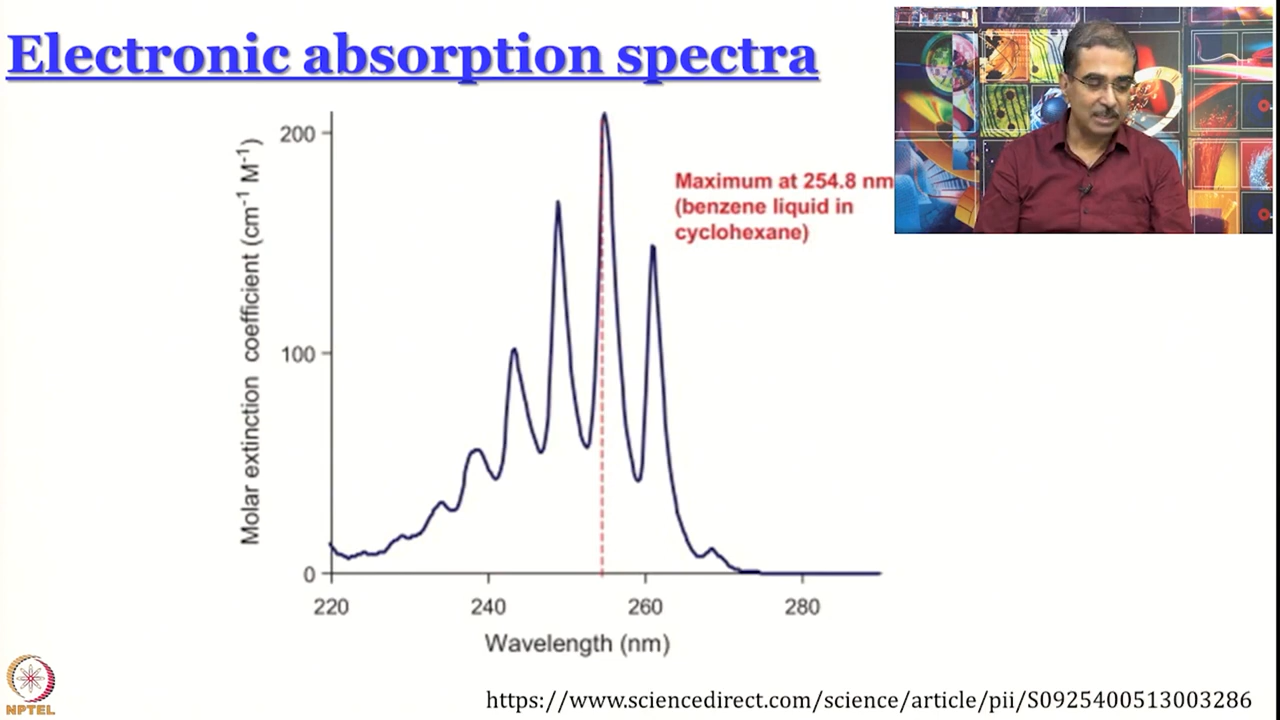 Electronic absorption spectra
200
100
0
Molar extinction coefficient (cm⁻¹ M⁻¹)
Maximum at 254.8 nm
(benzene liquid in
cyclohexane)
220 240 260 280
Wavelength (nm)
NPTEL
https://www.sciencedirect.com/science/article/pii/S0925400513003286